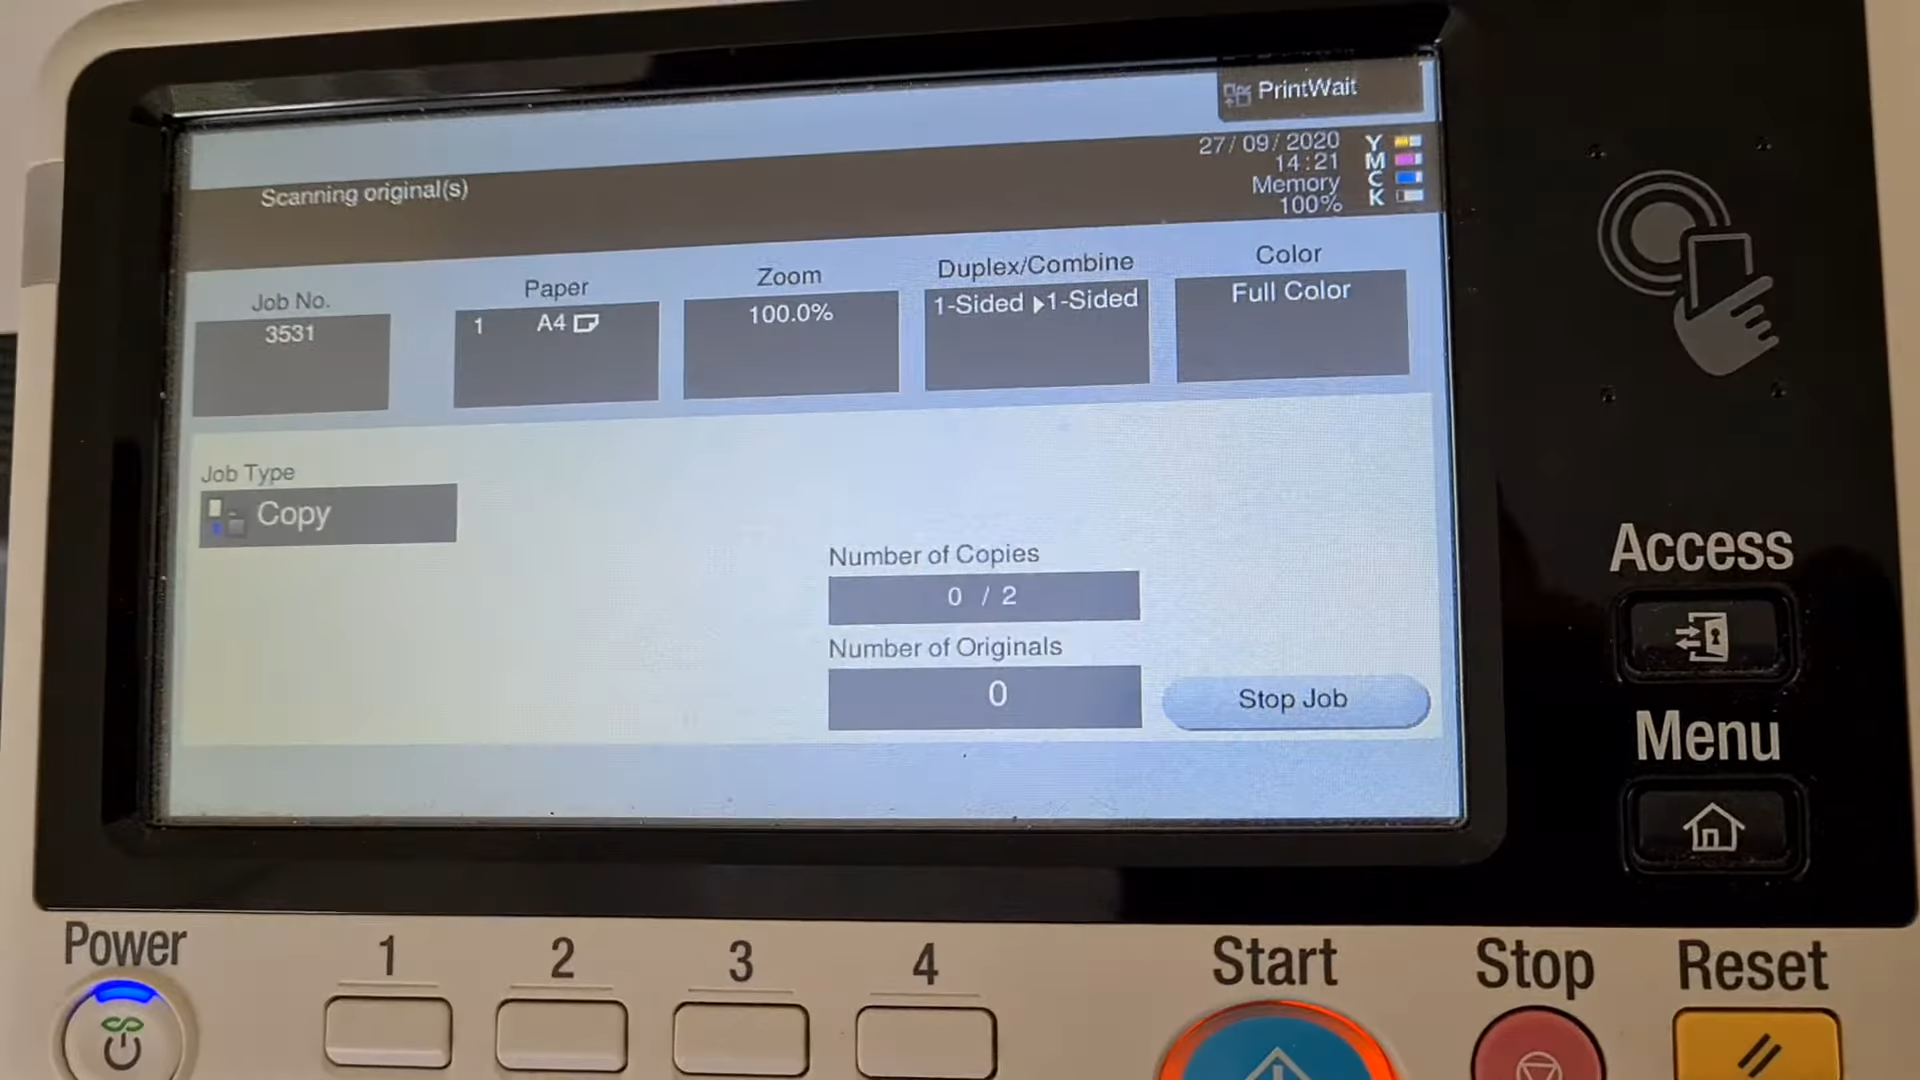 PrintWait
27/09/2020
14:21
Memory
100%
Y
M
C
K
Scanning original(s)
Job No.
3531
Paper
1 A4
Zoom
100.0%
Duplex/Combine
1-Sided ▶1-Sided
Color
Full Color
Job Type
Copy
Number of Copies
0 / 2
Number of Originals
0
Stop Job
Access
Menu
Power
1
2
3
4
Start
Stop
Reset